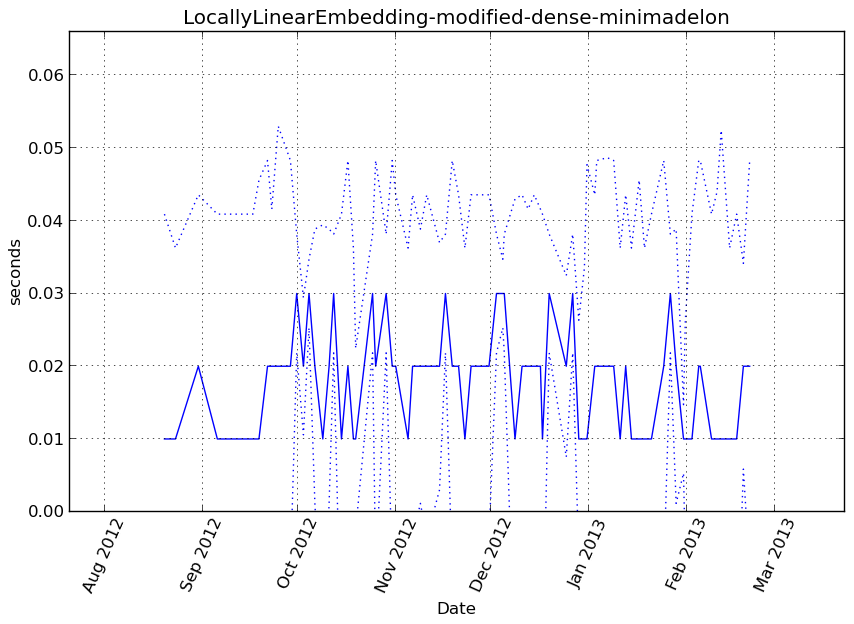 LocallyLinearEmbedding-modified-dense-minimadelon
0.06
0.05
0.04
0.03
0.02
0.01
0.00
seconds
Aug 2012
Sep 2012
Oct 2012
Nov 2012
Dec 2012
Jan 2013
Feb 2013
Mar 2013
Date